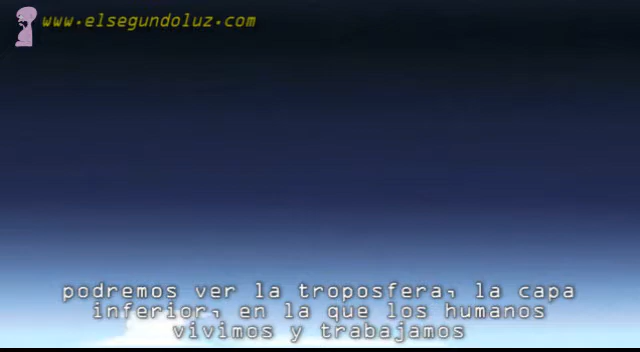 www.elsegundoluz.com
podremos ver la troposfera, la capa
inferior, en la que los humanos
vivimos y trabajamos